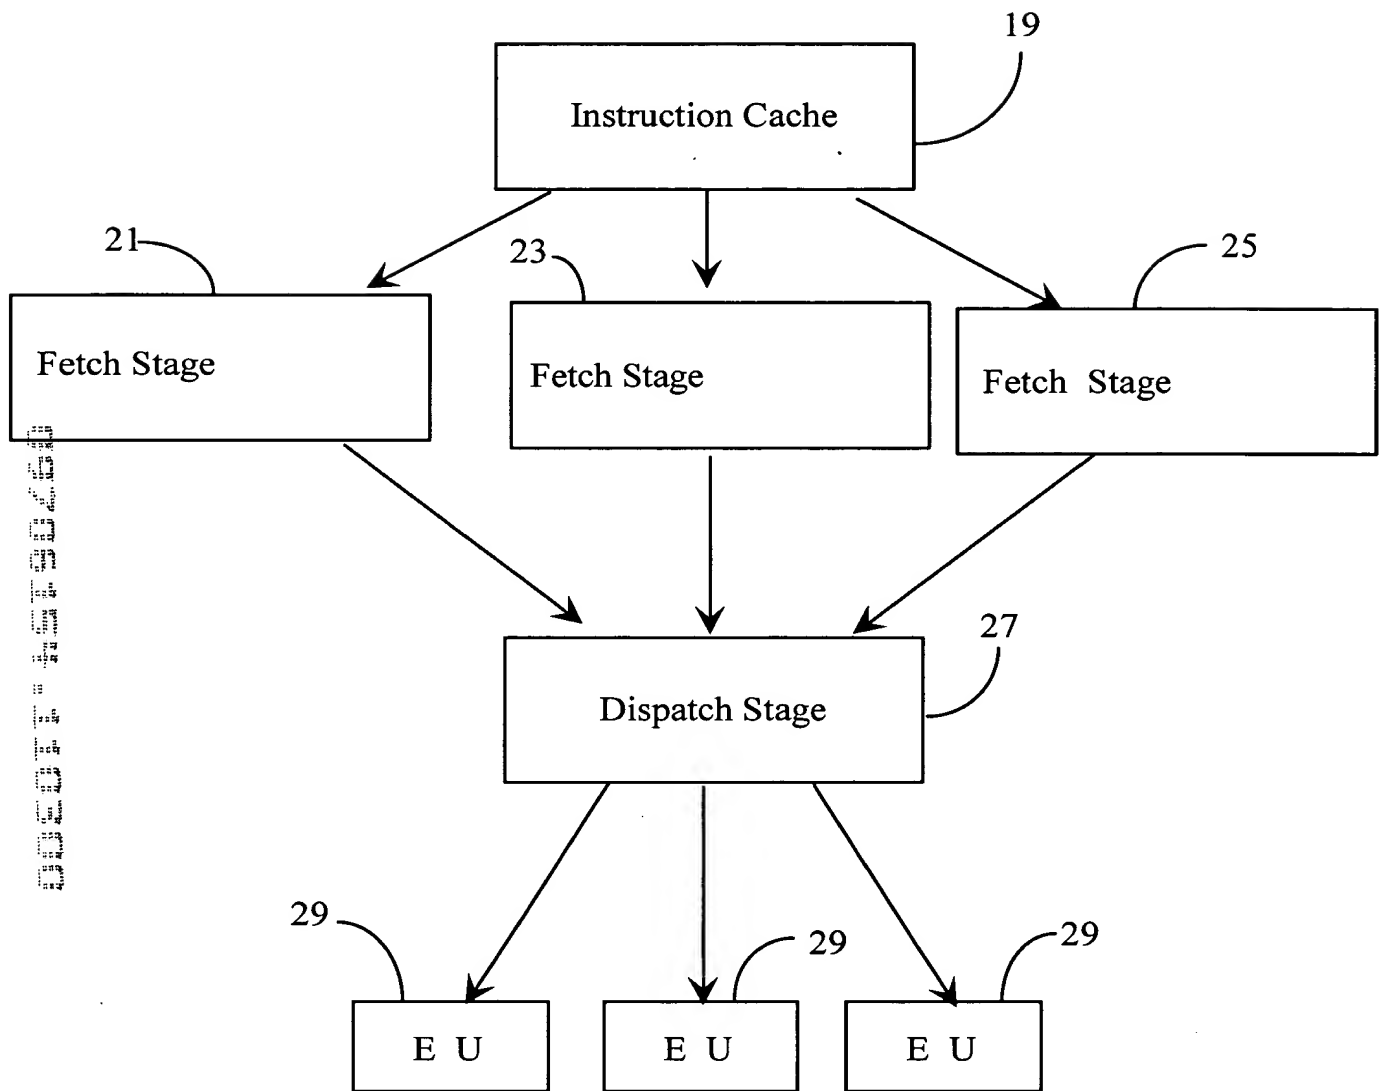 19
Instruction Cache
21
23
25
Fetch Stage
Fetch Stage
Fetch Stage
27
Dispatch Stage
29
29
29
E U
E U
E U